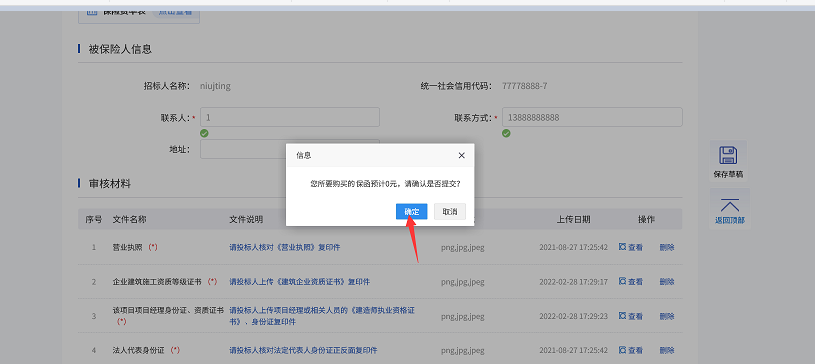 保险费率表 点击查看
被保险人信息
招标人名称： niujting 统一社会信用代码： 77778888-7
联系人：* 1 联系方式：* 13888888888
地址：
审核材料
信息
您所要购买的保函预计0元，请确认是否提交?
确定 取消
保存草稿
返回顶部
序号 文件名称 文件说明 上传日期 操作
1 营业执照 (*) 请投标人核对《营业执照》复印件 png,jpg,jpeg 2021-08-27 17:25:42 查看 删除
2 企业建筑施工资质等级证书 (*) 请投标人上传《建筑企业资质证书》复印件 png,jpg,jpeg 2022-02-28 17:29:17 查看 删除
3 该项目项目经理身份证、资质证书 (*) 请投标人上传项目经理或相关人员的《建造师执业资格证书》、身份证复印件 png,jpg,jpeg 2022-02-28 17:29:23 查看 删除
4 法人代表身份证 (*) 请投标人核对法定代表人身份证正反面复印件 png,jpg,jpeg 2021-08-27 17:25:42 查看 删除